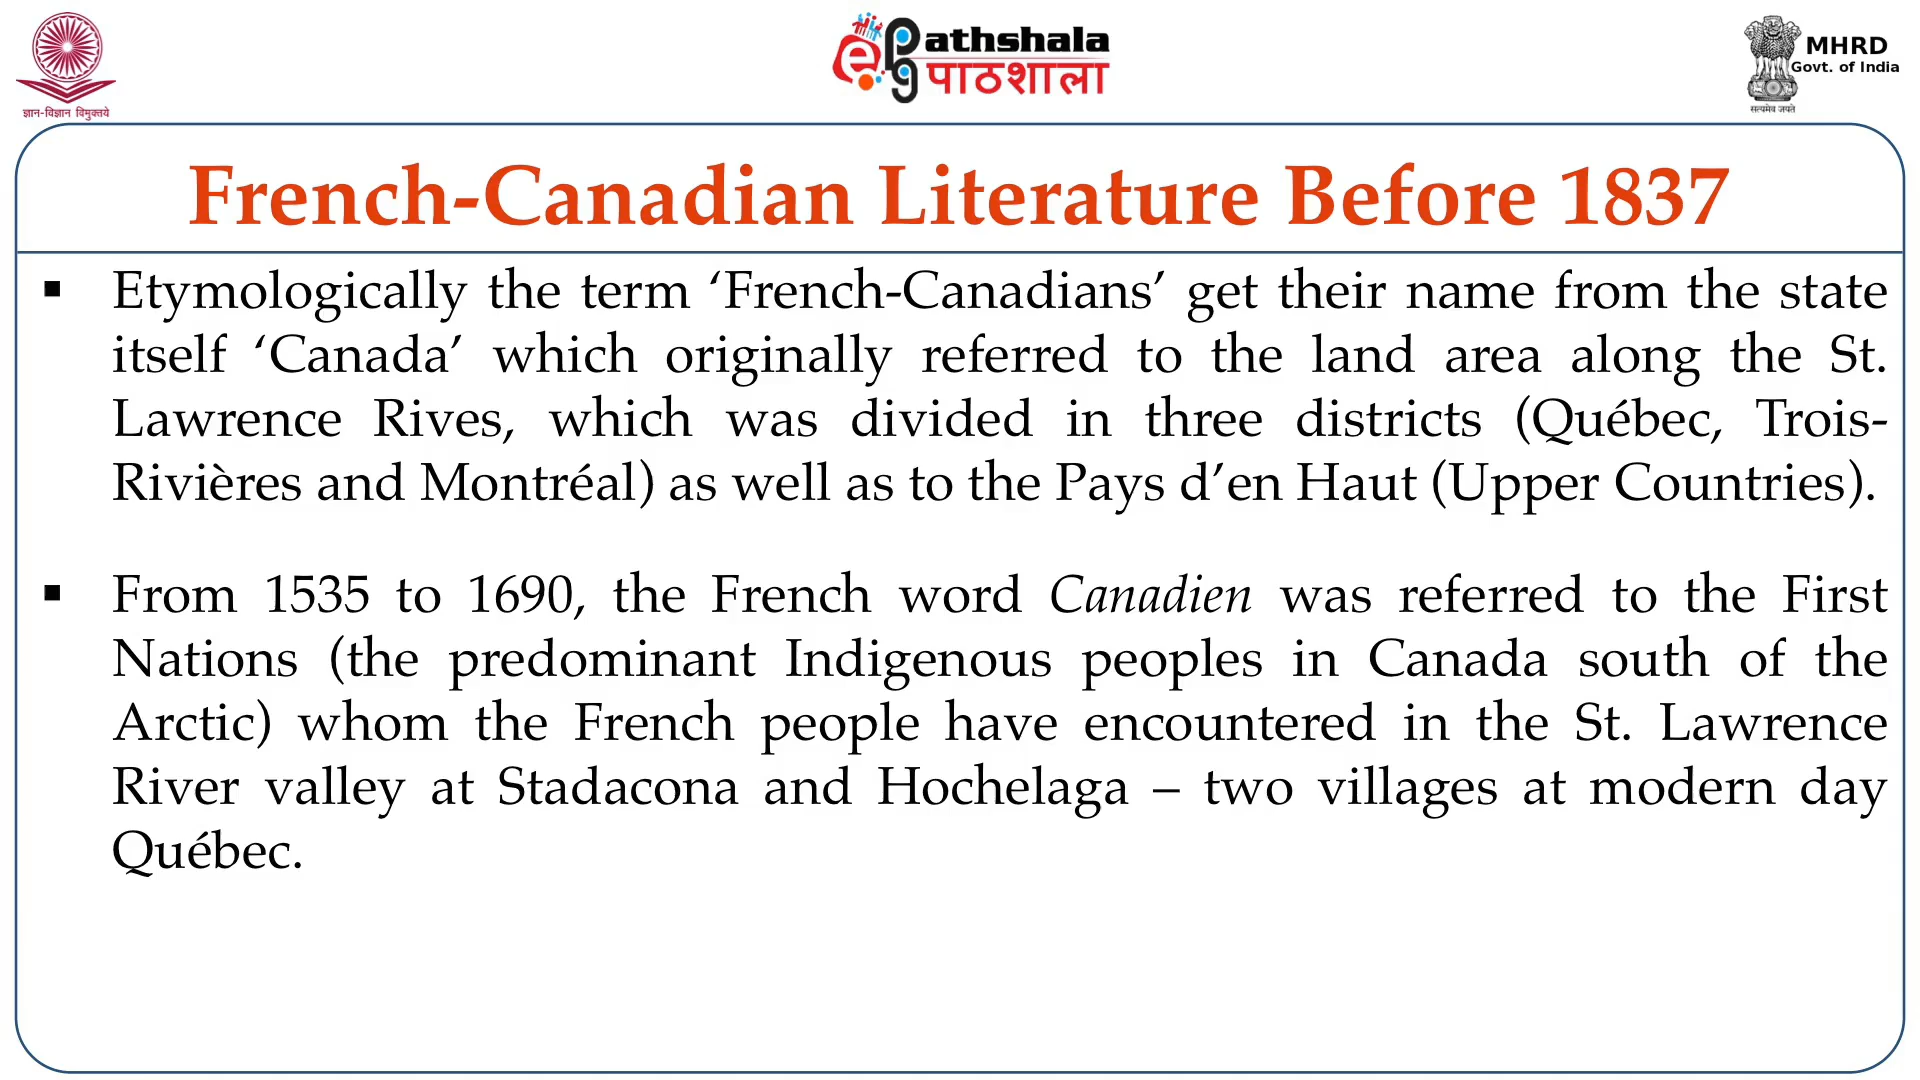 ज्ञान-विज्ञान विमुक्तये
ePG Pathshala
पाठशाला
MHRD
Govt. of India
सत्यमेव जयते
French-Canadian Literature Before 1837
▪ Etymologically the term ‘French-Canadians’ get their name from the state
itself ‘Canada’ which originally referred to the land area along the St.
Lawrence Rives, which was divided in three districts (Québec, Trois-
Rivières and Montréal) as well as to the Pays d’en Haut (Upper Countries).
▪ From 1535 to 1690, the French word Canadien was referred to the First
Nations (the predominant Indigenous peoples in Canada south of the
Arctic) whom the French people have encountered in the St. Lawrence
River valley at Stadacona and Hochelaga – two villages at modern day
Québec.